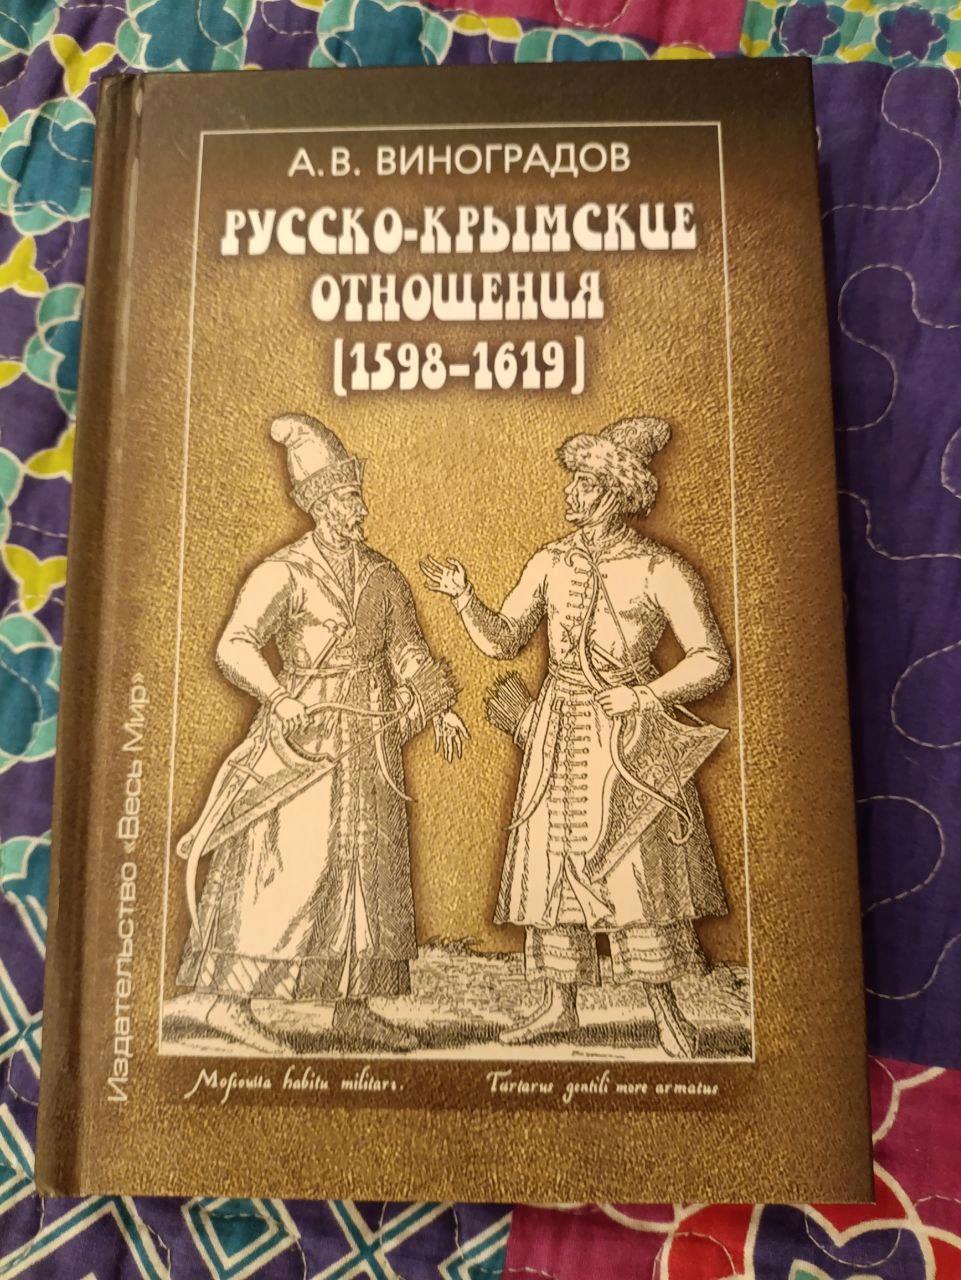 А. В. ВИНОГРАДОВ
РУССКО-КРЫМСКИЕ
ОТНОШЕНИЯ
(1598–1619)
Издательство «Весь Мир»
Moſcouita habitu militari.
Tartarus gentili more armatus